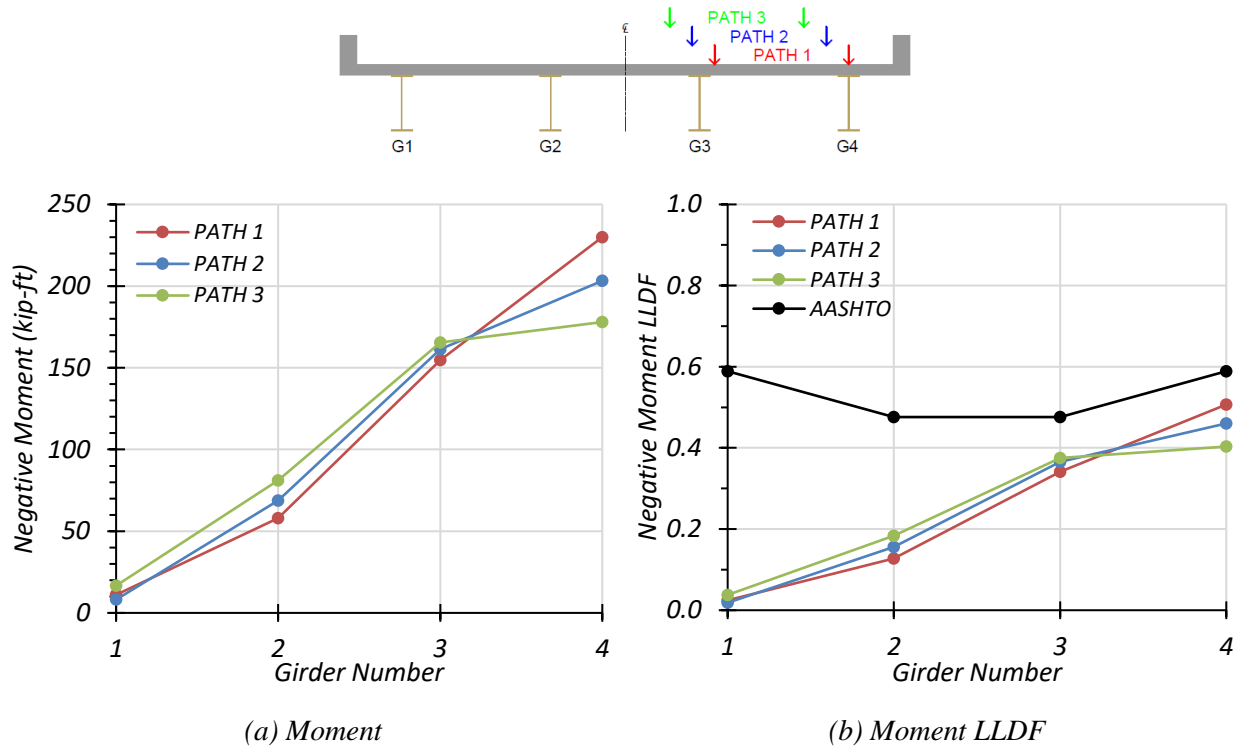 ℄
PATH 3
PATH 2
PATH 1
G1 G2 G3 G4
Negative Moment (kip-ft)
250
200
150
100
50
0
PATH 1
PATH 2
PATH 3
1 2 3 4
Girder Number
(a) Moment
Negative Moment LLDF
1.0
0.8
0.6
0.4
0.2
0.0
PATH 1
PATH 2
PATH 3
AASHTO
1 2 3 4
Girder Number
(b) Moment LLDF